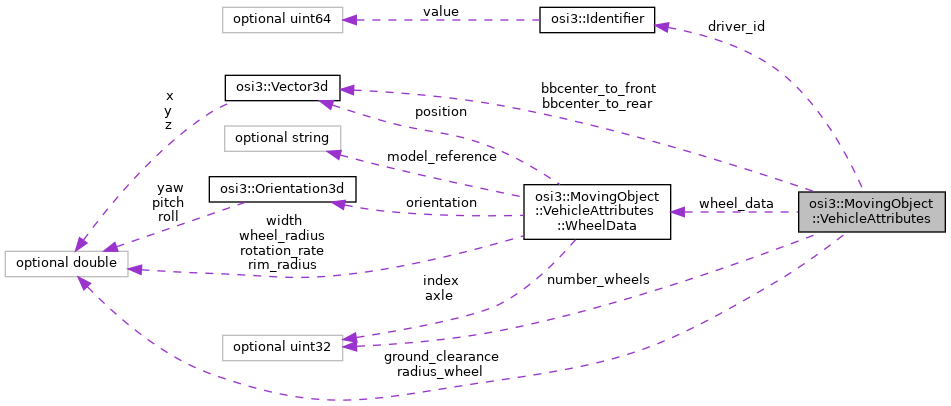 optional uint64
value
osi3::Identifier
driver_id
osi3::Vector3d
bbcenter_to_front
bbcenter_to_rear
x
y
z
position
optional string
model_reference
yaw
pitch
roll
osi3::Orientation3d
orientation
osi3::MovingObject
::VehicleAttributes
::WheelData
wheel_data
osi3::MovingObject
::VehicleAttributes
width
wheel_radius
rotation_rate
rim_radius
optional double
index
axle
number_wheels
optional uint32
ground_clearance
radius_wheel